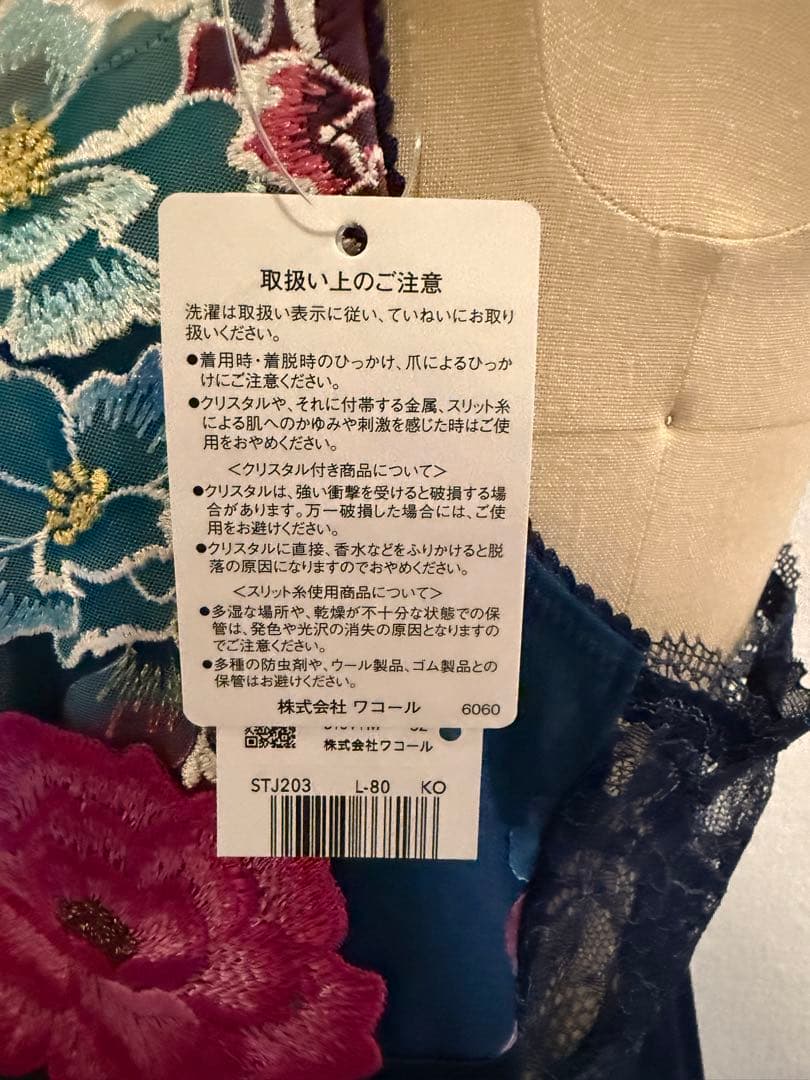 取扱い上のご注意
洗濯は取扱い表示に従い、ていねいにお取り
扱いください。
●着用時・着脱時のひっかけ、爪によるひっか
けにご注意ください。
●クリスタルや、それに付帯する金属、スリット糸
による肌へのかゆみや刺激を感じた時はご使
用をおやめください。
＜クリスタル付き商品について＞
●クリスタルは、強い衝撃を受けると破損する場
合があります。万一破損した場合には、ご使
用をお避けください。
●クリスタルに直接、香水などをふりかけると脱
落の原因になりますのでおやめください。
＜スリット糸使用商品について＞
●多湿な場所や、乾燥が不十分な状態での保
管は、発色や光沢の消失の原因となりますの
でご注意ください。
●多種の防虫剤や、ウール製品、ゴム製品との
保管はお避けください。
株式会社 ワコール 6060
株式会社ワコール
STJ203 L-80 KO